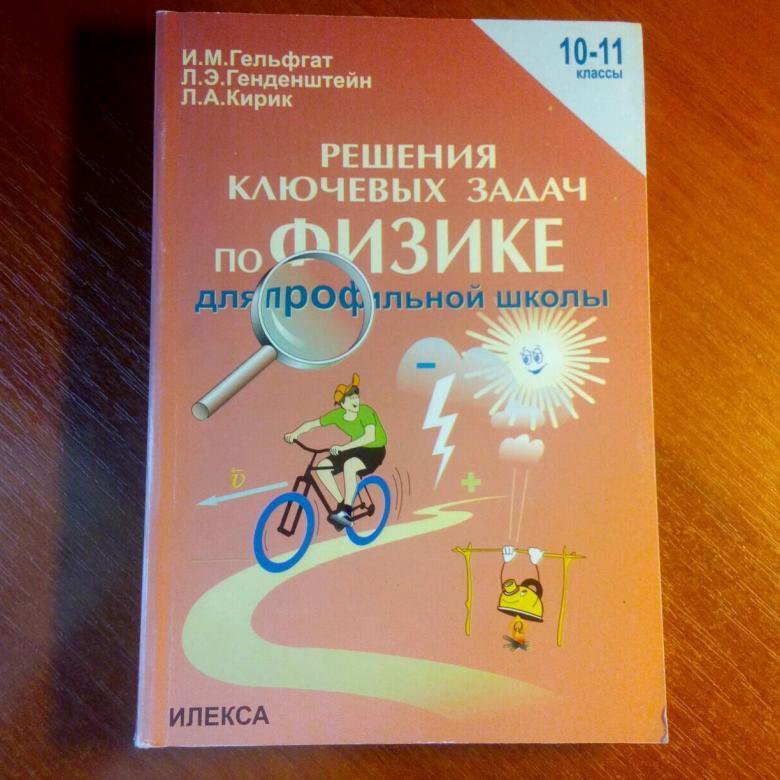 И.М.Гельфгат
Л.Э.Генденштейн
Л.А.Кирик
10-11
классы
РЕШЕНИЯ
КЛЮЧЕВЫХ ЗАДАЧ
ПО ФИЗИКЕ
для профильной школы
-
v
+
ИЛЕКСА